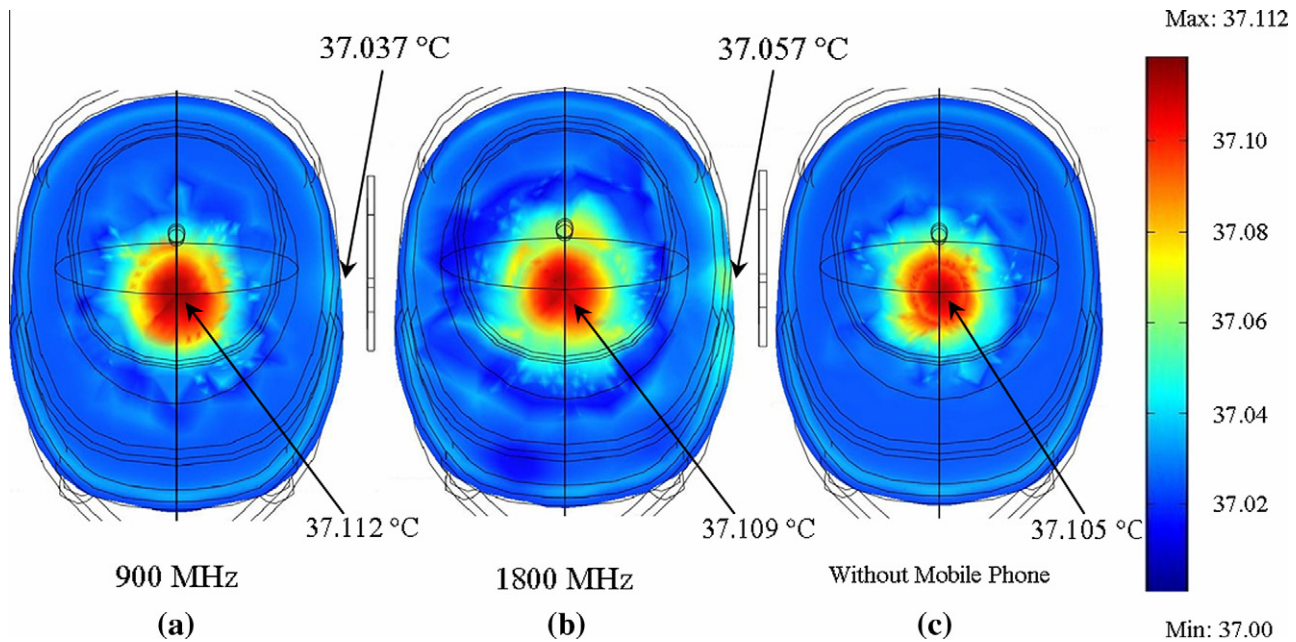 Max: 37.112
37.037 °C
37.057 °C
37.10
37.08
37.06
37.04
37.02
37.112 °C
37.109 °C
37.105 °C
900 MHz
1800 MHz
Without Mobile Phone
(a)
(b)
(c)
Min: 37.00